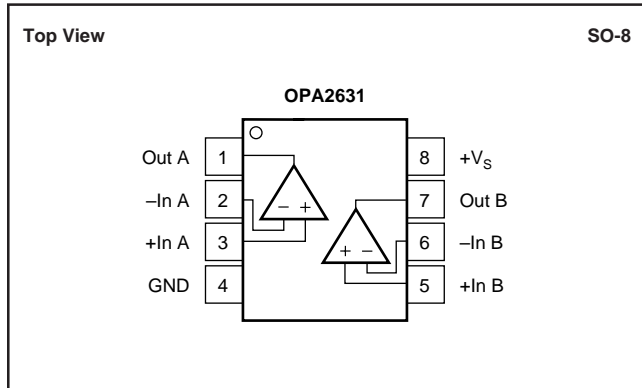 Top View SO-8
OPA2631
Out A 1 8 +VS
–In A 2 – + 7 Out B
+In A 3 + – 6 –In B
GND 4 5 +In B